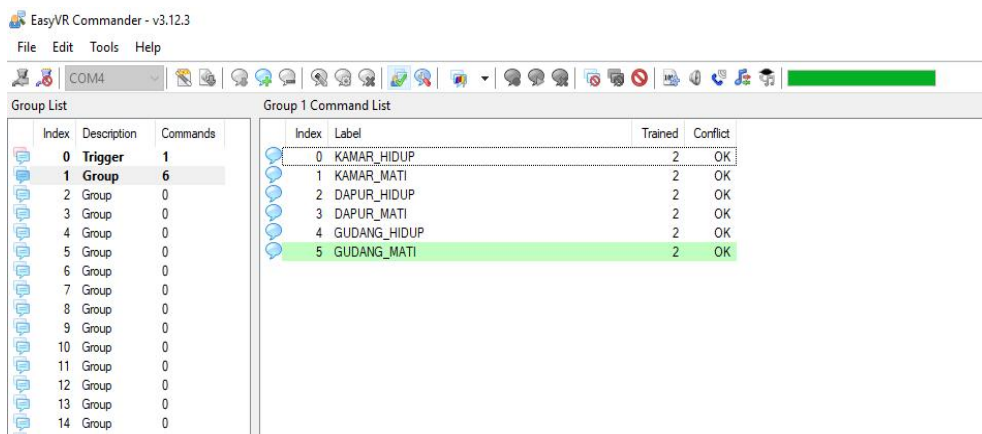 EasyVR Commander - v3.12.3
File Edit Tools Help
COM4
Group List
Index Description Commands
0 Trigger 1
1 Group 6
2 Group 0
3 Group 0
4 Group 0
5 Group 0
6 Group 0
7 Group 0
8 Group 0
9 Group 0
10 Group 0
11 Group 0
12 Group 0
13 Group 0
14 Group 0
Group 1 Command List
Index Label Trained Conflict
0 KAMAR_HIDUP 2 OK
1 KAMAR_MATI 2 OK
2 DAPUR_HIDUP 2 OK
3 DAPUR_MATI 2 OK
4 GUDANG_HIDUP 2 OK
5 GUDANG_MATI 2 OK